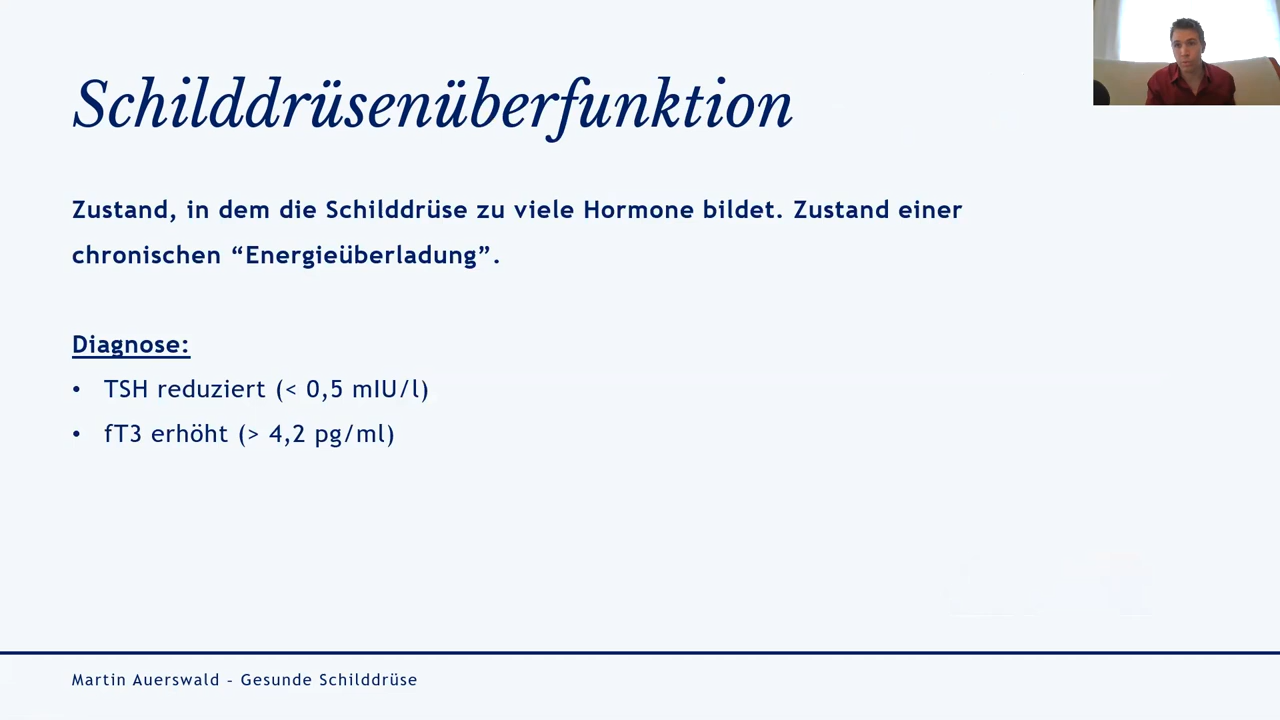 Schilddrüsenüberfunktion
Zustand, in dem die Schilddrüse zu viele Hormone bildet. Zustand einer
chronischen “Energieüberladung”.
Diagnose:
• TSH reduziert (< 0,5 mIU/l)
• fT3 erhöht (> 4,2 pg/ml)
Martin Auerswald – Gesunde Schilddrüse